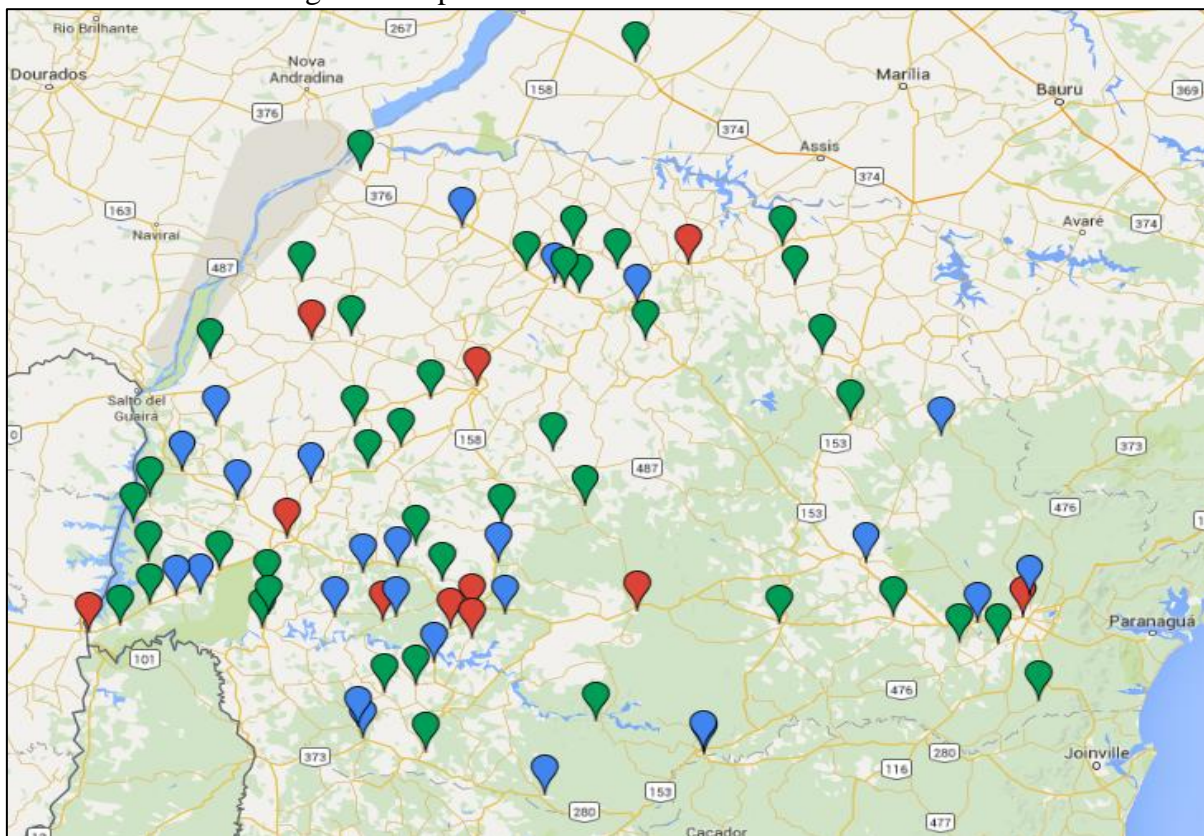 Rio Brilhante
267
Nova
Andradina
Dourados
158
Marília
Bauru
369
376
374
Assis
374
376
163
Naviraí
Avaré
374
487
Salto del
Guairá
158
153
373
487
476
153
Paranaguá
101
476
373
280
Joinville
116
153
280
477
Caçador